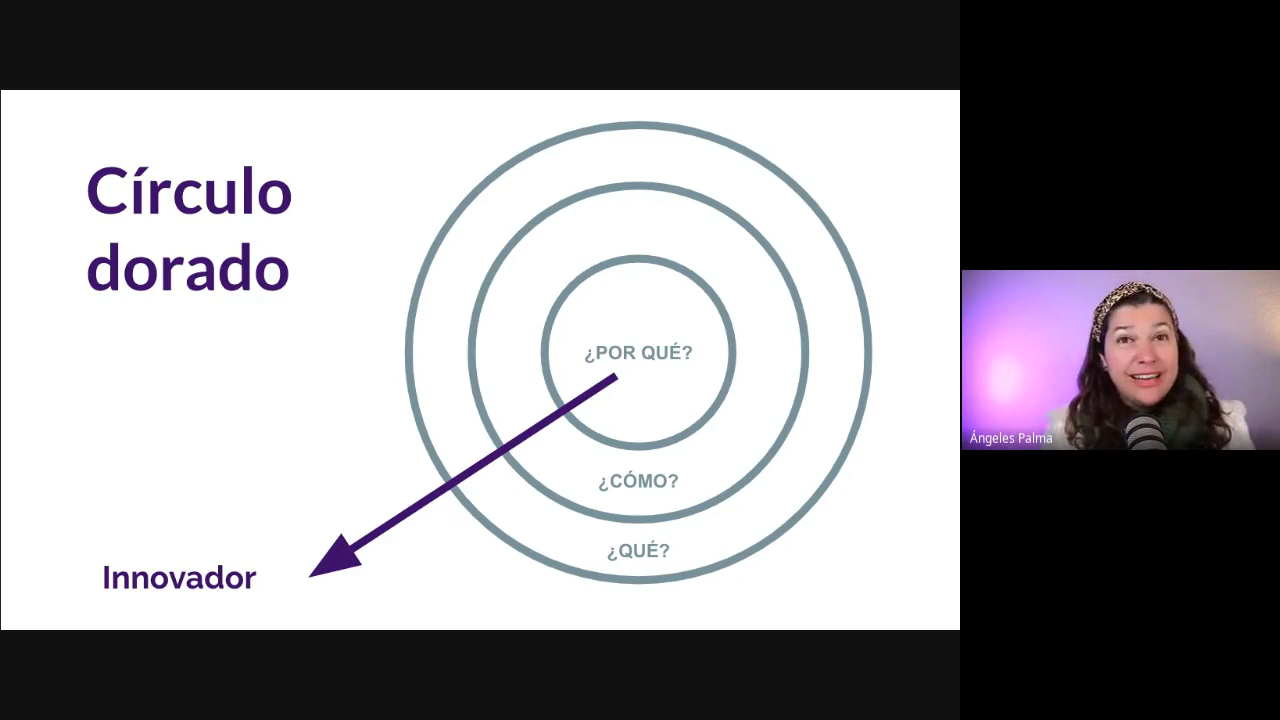 Círculo
dorado
¿POR QUÉ?
¿CÓMO?
¿QUÉ?
Innovador
Ángeles Palma